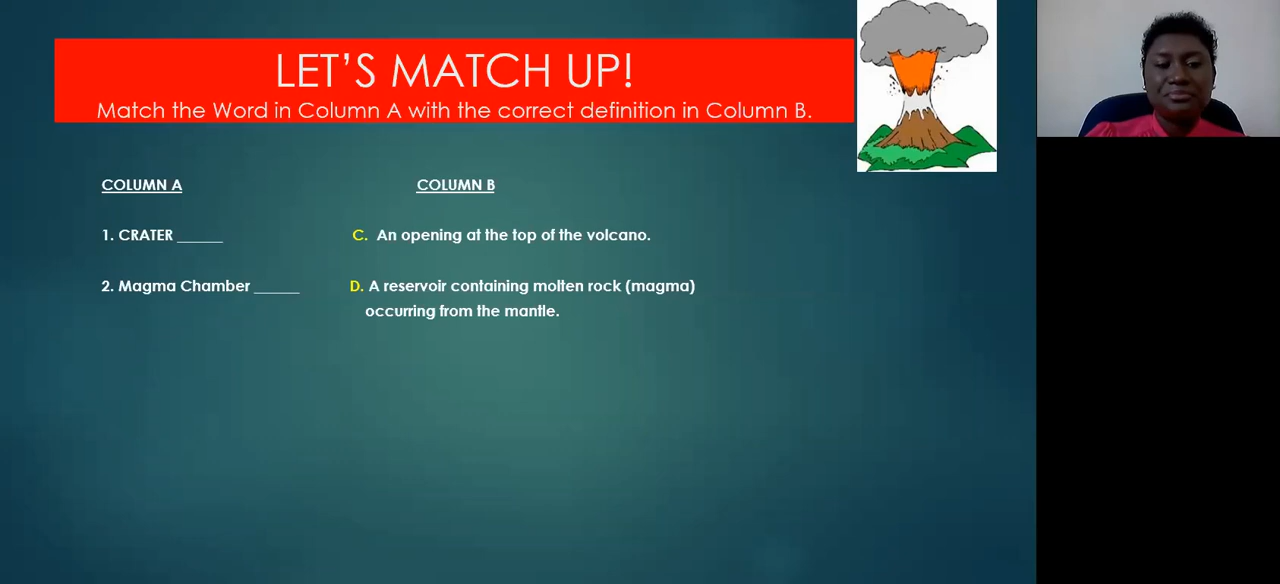 LET'S MATCH UP!
Match the Word in Column A with the correct definition in Column B.
COLUMN A
COLUMN B
1. CRATER ______
C. An opening at the top of the volcano.
2. Magma Chamber ______
D. A reservoir containing molten rock (magma)
occurring from the mantle.